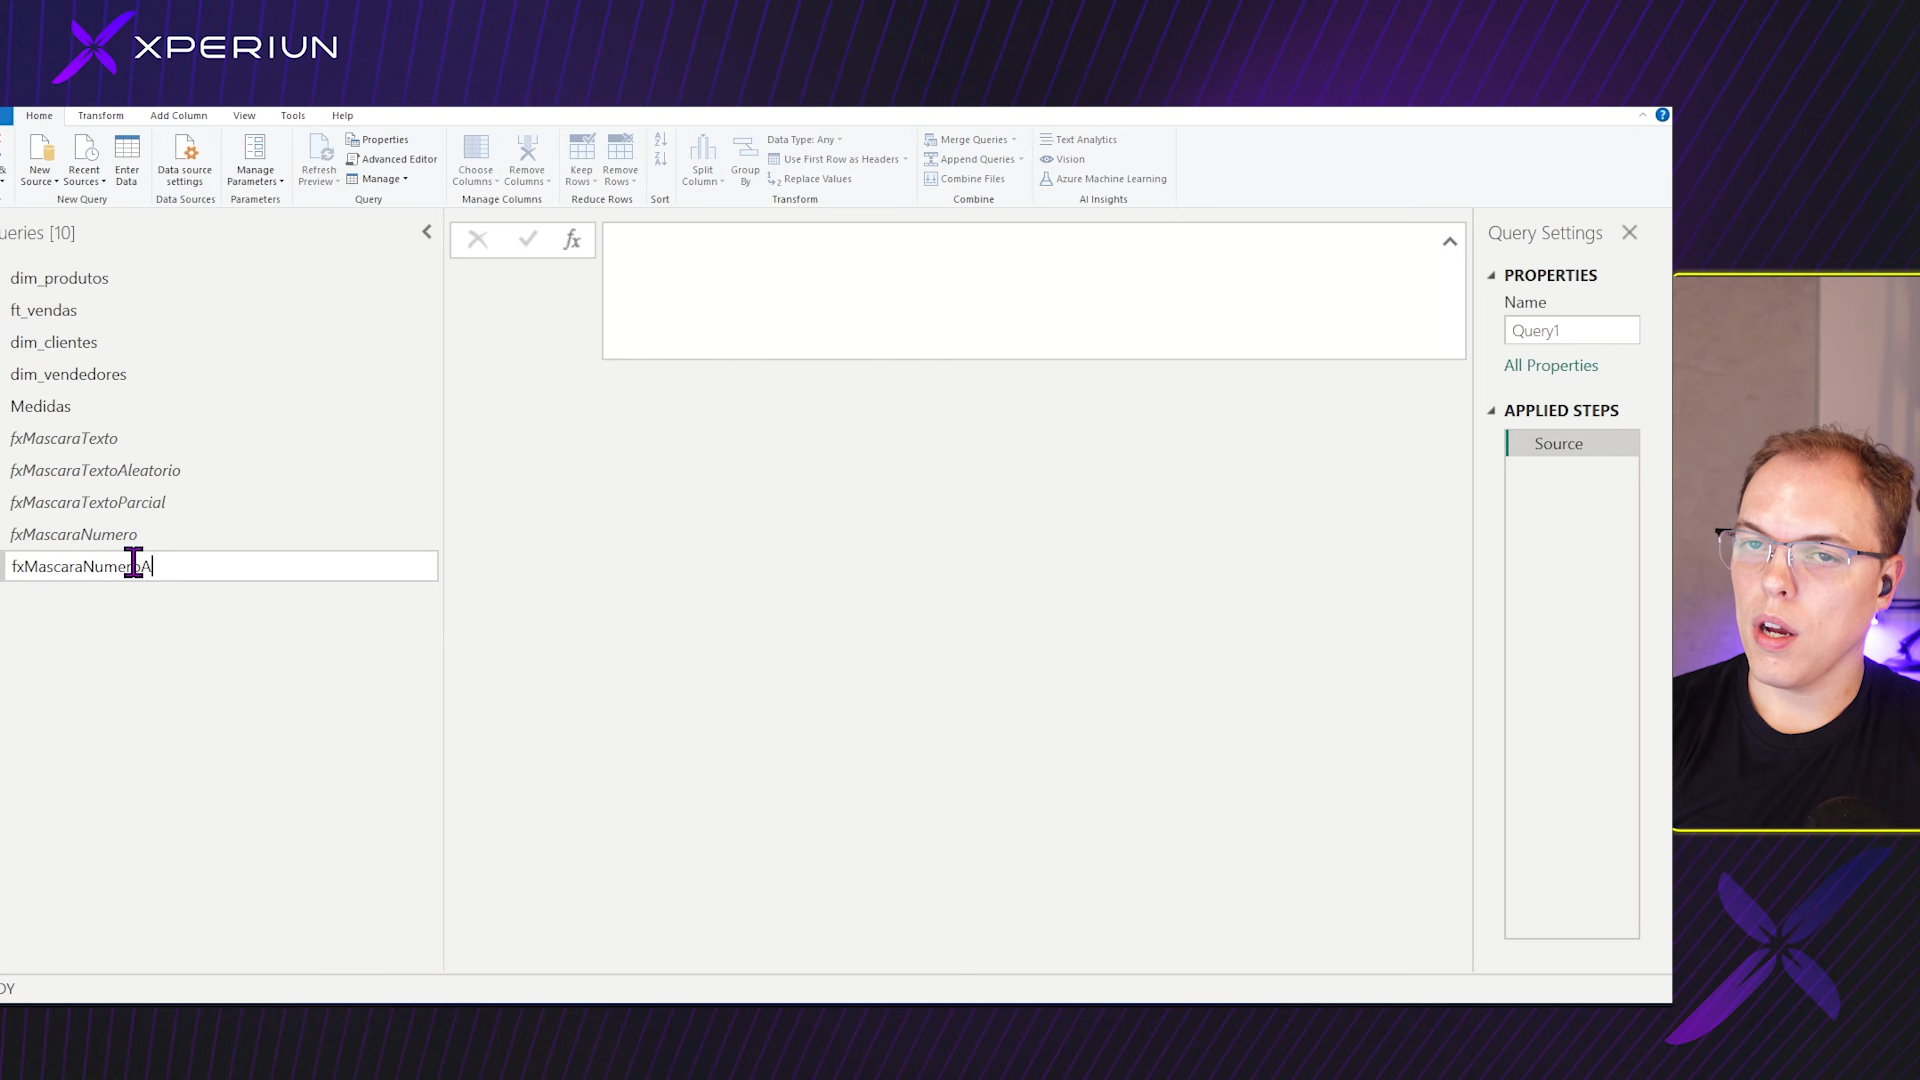 XPERIUN
Home Transform Add Column View Tools Help
New Source Recent Sources Enter Data
New Query
Data source settings
Data Sources
Manage Parameters
Parameters
Refresh Preview
Properties
Advanced Editor
Manage
Query
Choose Columns Remove Columns
Manage Columns
Keep Rows Remove Rows
Reduce Rows
Sort
Split Column Group By
Data Type: Any
Use First Row as Headers
Replace Values
Transform
Merge Queries
Append Queries
Combine Files
Combine
Text Analytics
Vision
Azure Machine Learning
AI Insights
ueries [10]
dim_produtos
ft_vendas
dim_clientes
dim_vendedores
Medidas
fxMascaraTexto
fxMascaraTextoAleatorio
fxMascaraTextoParcial
fxMascaraNumero
fxMascaraNumeroA
fx
Query Settings
PROPERTIES
Name
Query1
All Properties
APPLIED STEPS
Source
DY